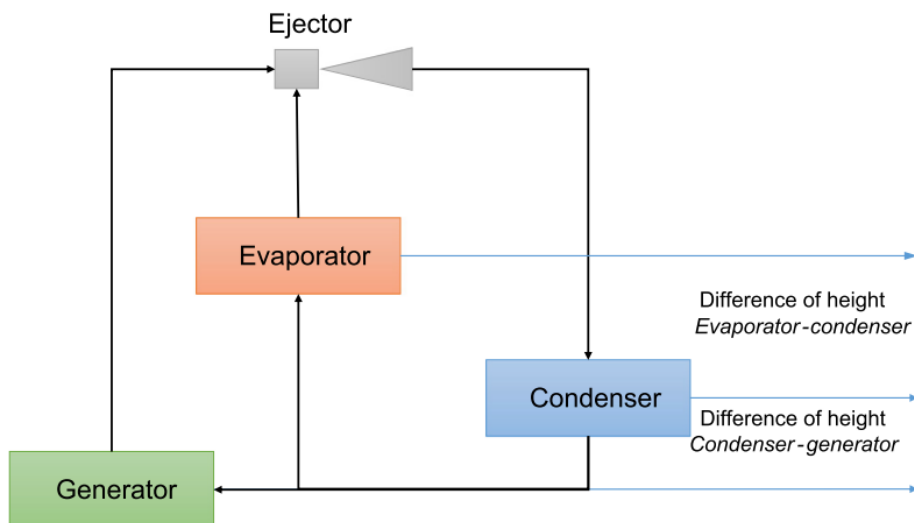 Ejector
Evaporator
Difference of height
Evaporator-condenser
Condenser
Difference of height
Condenser-generator
Generator